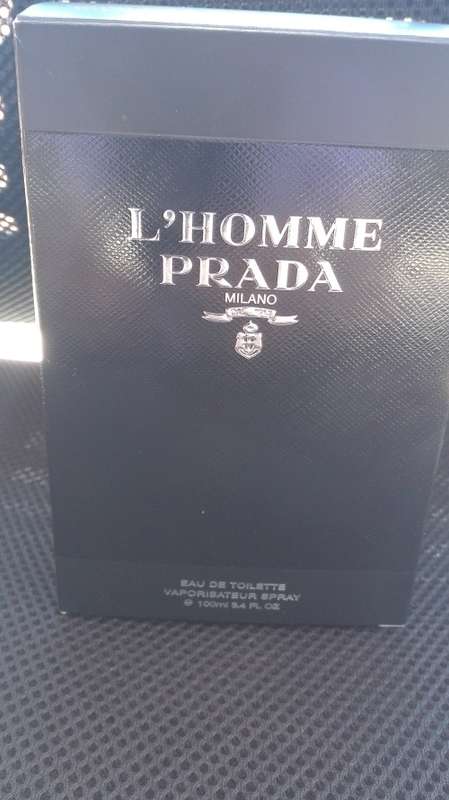 L'HOMME
PRADA
MILANO
EAU DE TOILETTE
VAPORISATEUR SPRAY
℮ 100ml 3.4 FL OZ